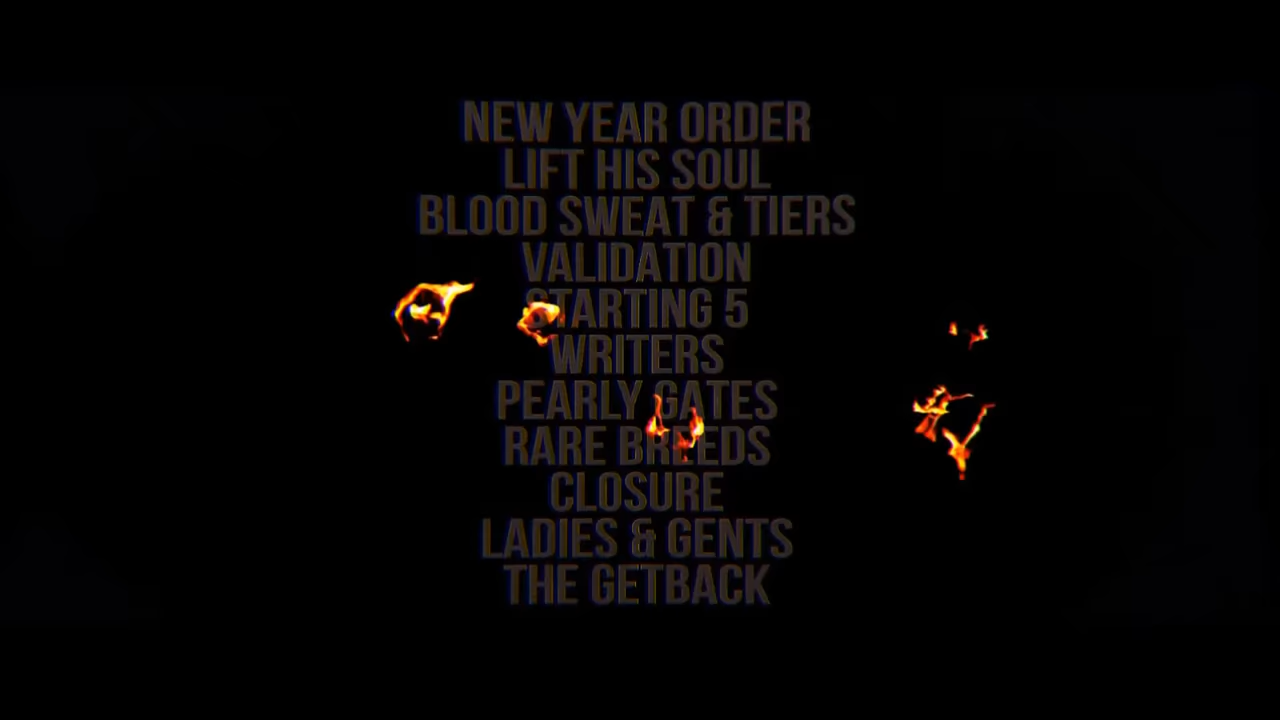 NEW YEAR ORDER
LIFT HIS SOUL
BLOOD SWEAT & TIERS
VALIDATION
STARTING 5
WRITERS
PEARLY GATES
RARE BREEDS
CLOSURE
LADIES & GENTS
THE GETBACK